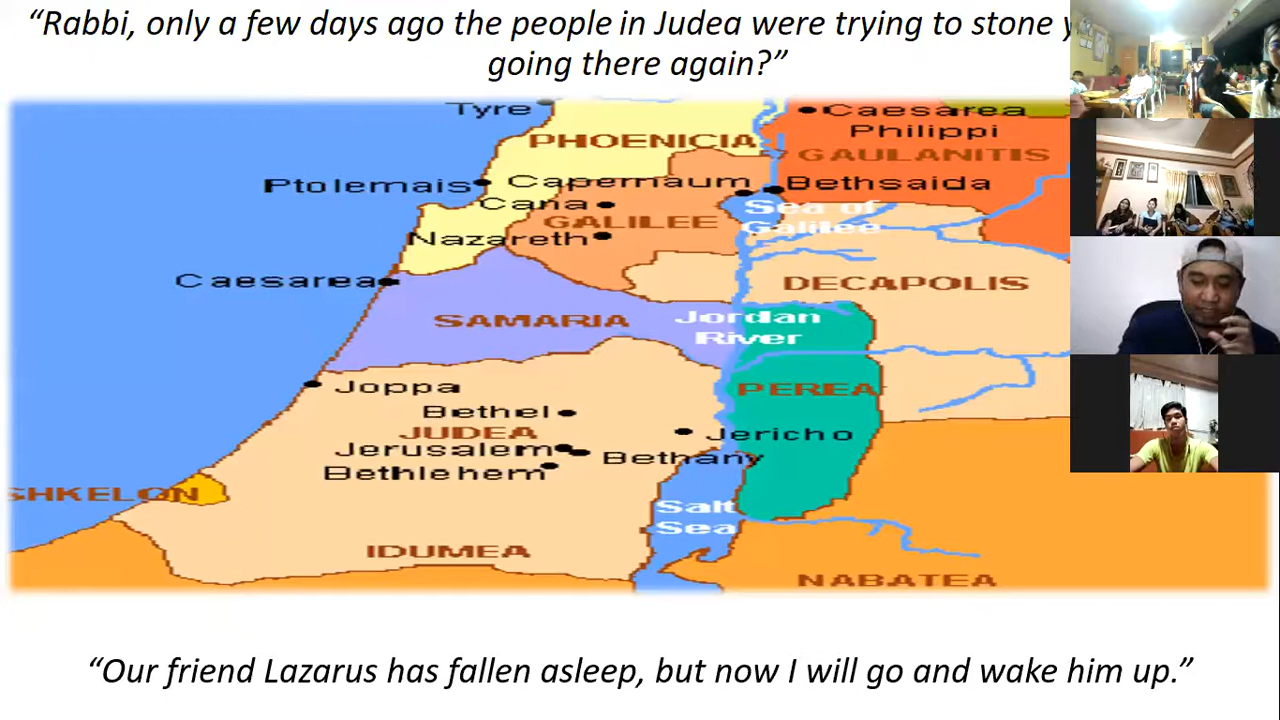 “Rabbi, only a few days ago the people in Judea were trying to stone
going there again?”
Tyre
Caesarea
Philippi
PHOENICIA
GAULANITIS
Ptolemais
Capernaum
Bethsaida
Cana
Sea of
Galilee
GALILEE
Nazareth
Caesarea
DECAPOLIS
SAMARIA
Jordan
River
Joppa
PEREA
Bethel
JUDEA
Jericho
Jerusalem
Bethany
Bethlehem
SHKELON
Salt
Sea
IDUMEA
NABATEA
“Our friend Lazarus has fallen asleep, but now I will go and wake him up.”